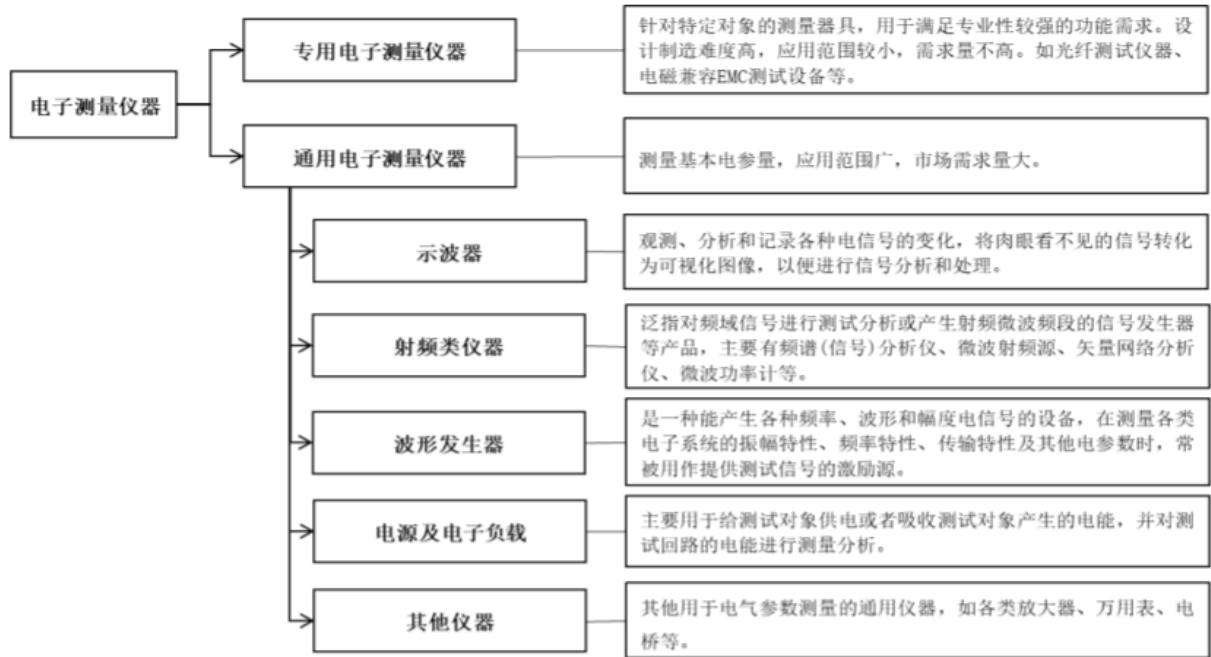 专用电子测量仪器
针对特定对象的测量器具，用于满足专业性较强的功能需求。设
计制造难度高，应用范围较小，需求量不高。如光纤测试仪器、
电磁兼容EMC测试设备等。
电子测量仪器
通用电子测量仪器
测量基本电参量，应用范围广，市场需求量大。
示波器
观测、分析和记录各种电信号的变化，将肉眼看不见的信号转化
为可视化图像，以便进行信号分析和处理。
射频类仪器
泛指对频域信号进行测试分析或产生射频微波频段的信号发生器
等产品，主要有频谱(信号)分析仪、微波射频源、矢量网络分析
仪、微波功率计等。
波形发生器
是一种能产生各种频率、波形和幅度电信号的设备，在测量各类
电子系统的振幅特性、频率特性、传输特性及其他电参数时，常
被用作提供测试信号的激励源。
电源及电子负载
主要用于给测试对象供电或者吸收测试对象产生的电能，并对测
试回路的电能进行测量分析。
其他仪器
其他用于电气参数测量的通用仪器，如各类放大器、万用表、电
桥等。